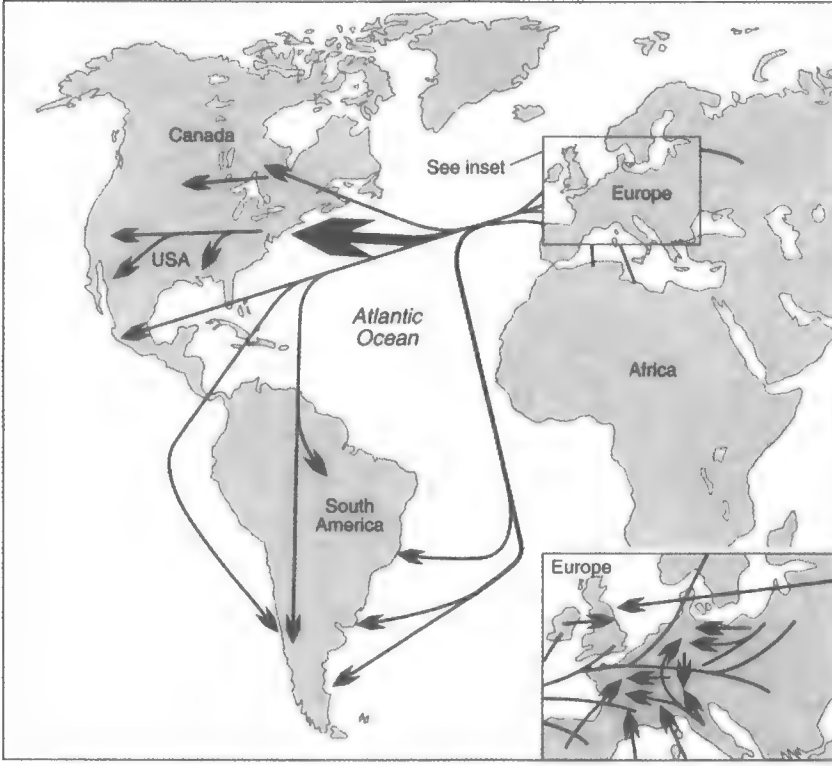 Canada
See inset
Europe
USA
Atlantic
Ocean
Africa
South
America
Europe